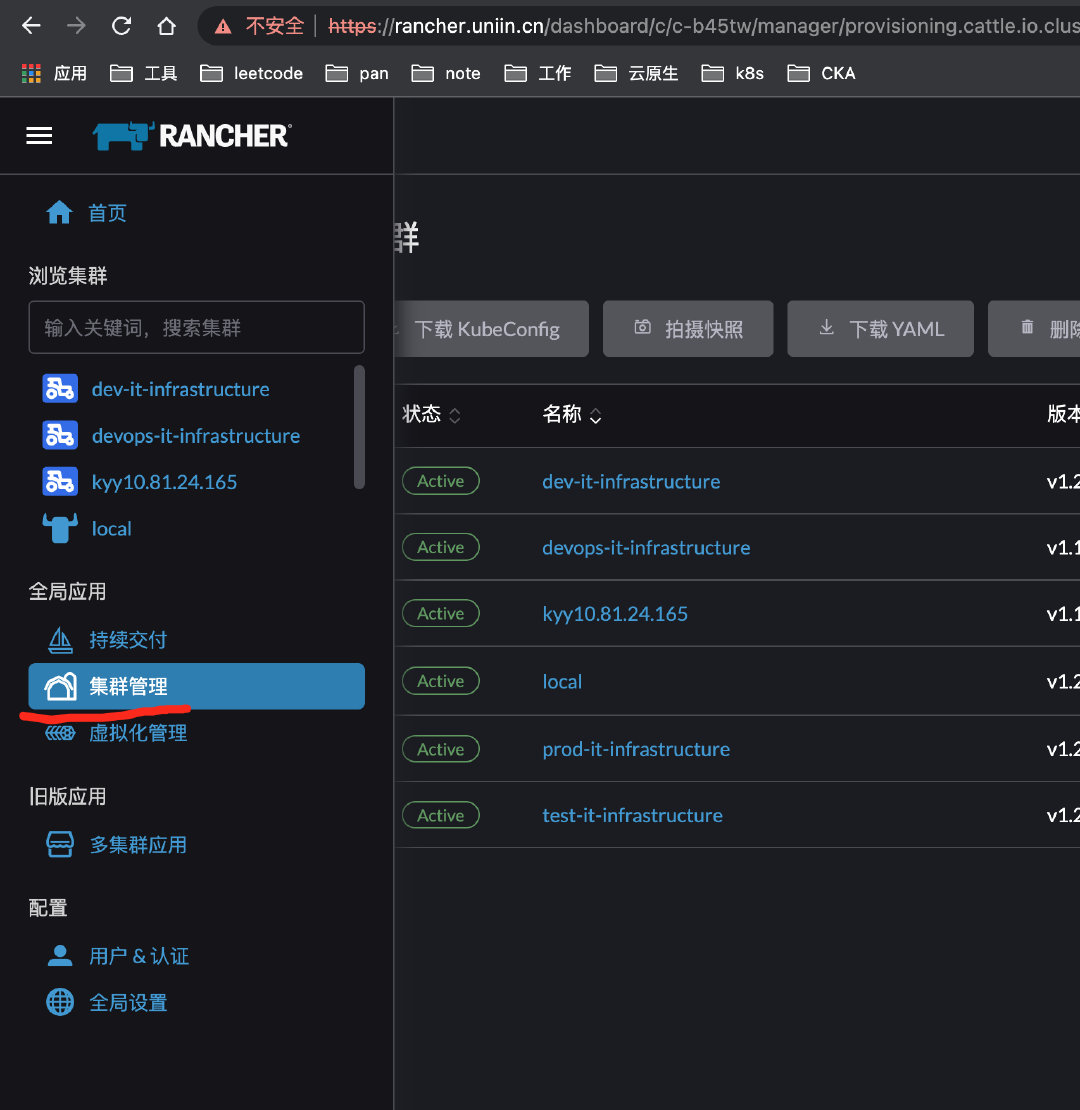 不安全 https://rancher.uniin.cn/dashboard/c/c-b45tw/manager/provisioning.cattle.io.clus
应用 工具 leetcode pan note 工作 云原生 k8s CKA
RANCHER
首页
浏览集群
输入关键词，搜索集群
dev-it-infrastructure
devops-it-infrastructure
kyy10.81.24.165
local
全局应用
持续交付
集群管理
虚拟化管理
旧版应用
多集群应用
配置
用户 & 认证
全局设置
群
下载 KubeConfig 拍摄快照 下载 YAML 删除
状态 名称 版本
Active dev-it-infrastructure v1.2
Active devops-it-infrastructure v1.1
Active kyy10.81.24.165 v1.1
Active local v1.2
Active prod-it-infrastructure v1.2
Active test-it-infrastructure v1.2